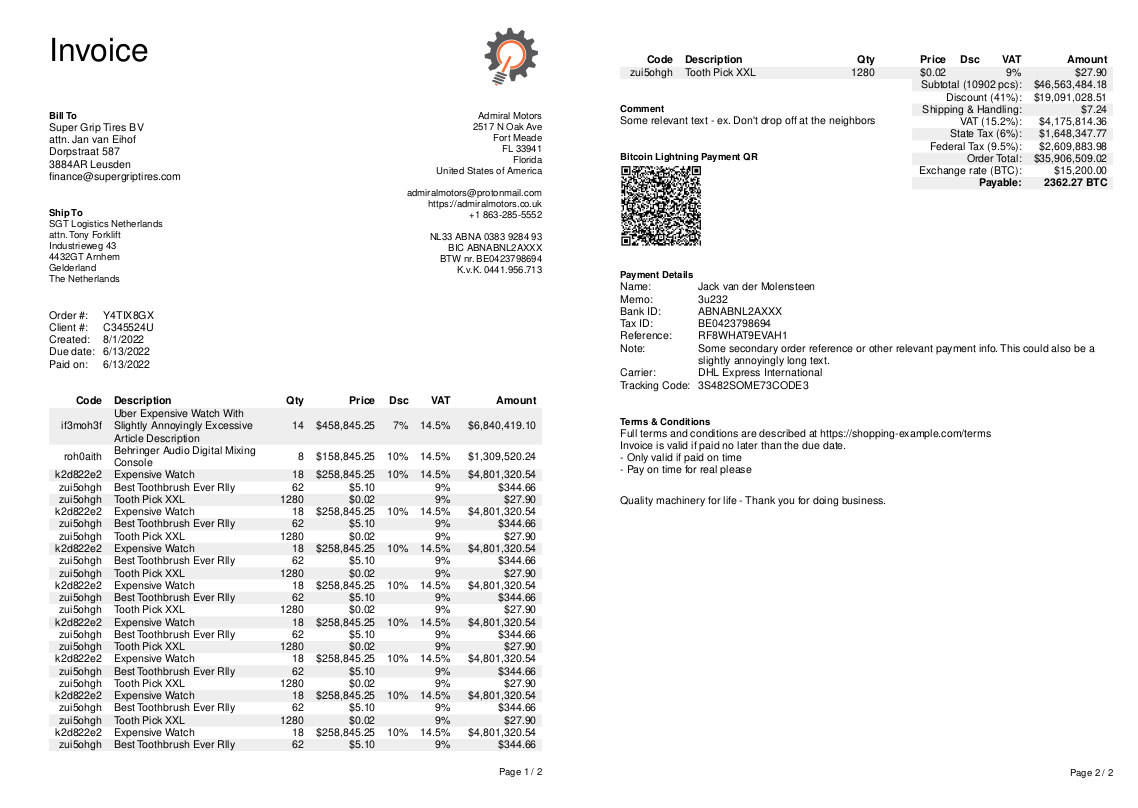 Invoice
Bill To
Super Grip Tires BV
attn. Jan van Eihof
Dorpstraat 587
3884AR Leusden
finance@supergriptires.com
Admiral Motors
2517 N Oak Ave
Fort Meade
FL 33941
Florida
United States of America
admiralmotors@protonmail.com
https://admiralmotors.co.uk
+1 863-285-5552
NL33 ABNA 0383 9284 93
BIC ABNABNL2AXXX
BTW nr. BE0423798694
K.v.K. 0441.956.713
Ship To
SGT Logistics Netherlands
attn. Tony Forklift
Industrieweg 43
4432GT Arnhem
Gelderland
The Netherlands
Order #: Y4TIX8GX
Client #: C345524U
Created: 8/1/2022
Due date: 6/13/2022
Paid on: 6/13/2022
Code Description Qty Price Dsc VAT Amount
Uber Expensive Watch With
if3moh3f Slightly Annoyingly Excessive 14 $458,845.25 7% 14.5% $6,840,419.10
Article Description
Behringer Audio Digital Mixing
roh0aith 8 $158,845.25 10% 14.5% $1,309,520.24
Console
k2d822e2 Expensive Watch 18 $258,845.25 10% 14.5% $4,801,320.54
zui5ohgh Best Toothbrush Ever Rlly 62 $5.10 9% $344.66
zui5ohgh Tooth Pick XXL 1280 $0.02 9% $27.90
k2d822e2 Expensive Watch 18 $258,845.25 10% 14.5% $4,801,320.54
zui5ohgh Best Toothbrush Ever Rlly 62 $5.10 9% $344.66
zui5ohgh Tooth Pick XXL 1280 $0.02 9% $27.90
k2d822e2 Expensive Watch 18 $258,845.25 10% 14.5% $4,801,320.54
zui5ohgh Best Toothbrush Ever Rlly 62 $5.10 9% $344.66
zui5ohgh Tooth Pick XXL 1280 $0.02 9% $27.90
k2d822e2 Expensive Watch 18 $258,845.25 10% 14.5% $4,801,320.54
zui5ohgh Best Toothbrush Ever Rlly 62 $5.10 9% $344.66
zui5ohgh Tooth Pick XXL 1280 $0.02 9% $27.90
k2d822e2 Expensive Watch 18 $258,845.25 10% 14.5% $4,801,320.54
zui5ohgh Best Toothbrush Ever Rlly 62 $5.10 9% $344.66
zui5ohgh Tooth Pick XXL 1280 $0.02 9% $27.90
k2d822e2 Expensive Watch 18 $258,845.25 10% 14.5% $4,801,320.54
zui5ohgh Best Toothbrush Ever Rlly 62 $5.10 9% $344.66
zui5ohgh Tooth Pick XXL 1280 $0.02 9% $27.90
k2d822e2 Expensive Watch 18 $258,845.25 10% 14.5% $4,801,320.54
zui5ohgh Best Toothbrush Ever Rlly 62 $5.10 9% $344.66
zui5ohgh Tooth Pick XXL 1280 $0.02 9% $27.90
k2d822e2 Expensive Watch 18 $258,845.25 10% 14.5% $4,801,320.54
zui5ohgh Best Toothbrush Ever Rlly 62 $5.10 9% $344.66
Page 1 / 2
Code Description Qty Price Dsc VAT Amount
zui5ohgh Tooth Pick XXL 1280 $0.02 9% $27.90
Subtotal (10902 pcs): $46,563,484.18
Discount (41%): $19,091,028.51
Shipping & Handling: $7.24
VAT (15.2%): $4,175,814.36
State Tax (6%): $1,648,347.77
Federal Tax (9.5%): $2,609,883.98
Order Total: $35,906,509.02
Exchange rate (BTC): $15,200.00
Payable: 2362.27 BTC
Comment
Some relevant text - ex. Don't drop off at the neighbors
Bitcoin Lightning Payment QR
Payment Details
Name: Jack van der Molensteen
Memo: 3u232
Bank ID: ABNABNL2AXXX
Tax ID: BE0423798694
Reference: RF8WHAT9EVAH1
Note: Some secondary order reference or other relevant payment info. This could also be a
slightly annoyingly long text.
Carrier: DHL Express International
Tracking Code: 3S482SOME73CODE3
Terms & Conditions
Full terms and conditions are described at https://shopping-example.com/terms
Invoice is valid if paid no later than the due date.
- Only valid if paid on time
- Pay on time for real please
Quality machinery for life - Thank you for doing business.
Page 2 / 2